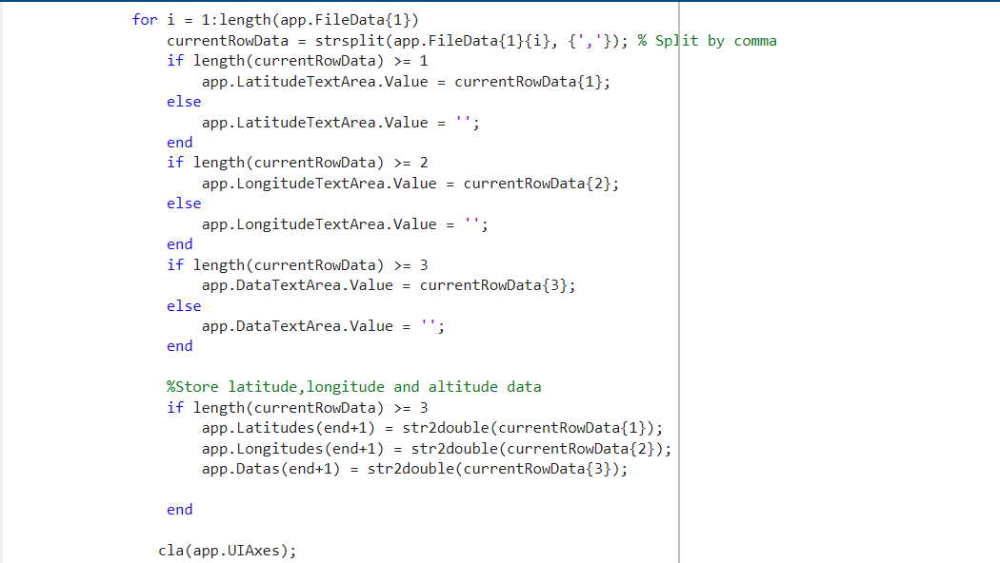 for i = 1:length(app.FileData{1})
currentRowData = strsplit(app.FileData{1}{i}, {','}); % Split by comma
if length(currentRowData) >= 1
app.LatitudeTextArea.Value = currentRowData{1};
else
app.LatitudeTextArea.Value = '';
end
if length(currentRowData) >= 2
app.LongitudeTextArea.Value = currentRowData{2};
else
app.LongitudeTextArea.Value = '';
end
if length(currentRowData) >= 3
app.DataTextArea.Value = currentRowData{3};
else
app.DataTextArea.Value = '';
end
%Store latitude,longitude and altitude data
if length(currentRowData) >= 3
app.Latitudes(end+1) = str2double(currentRowData{1});
app.Longitudes(end+1) = str2double(currentRowData{2});
app.Datas(end+1) = str2double(currentRowData{3});
end
cla(app.UIAxes);